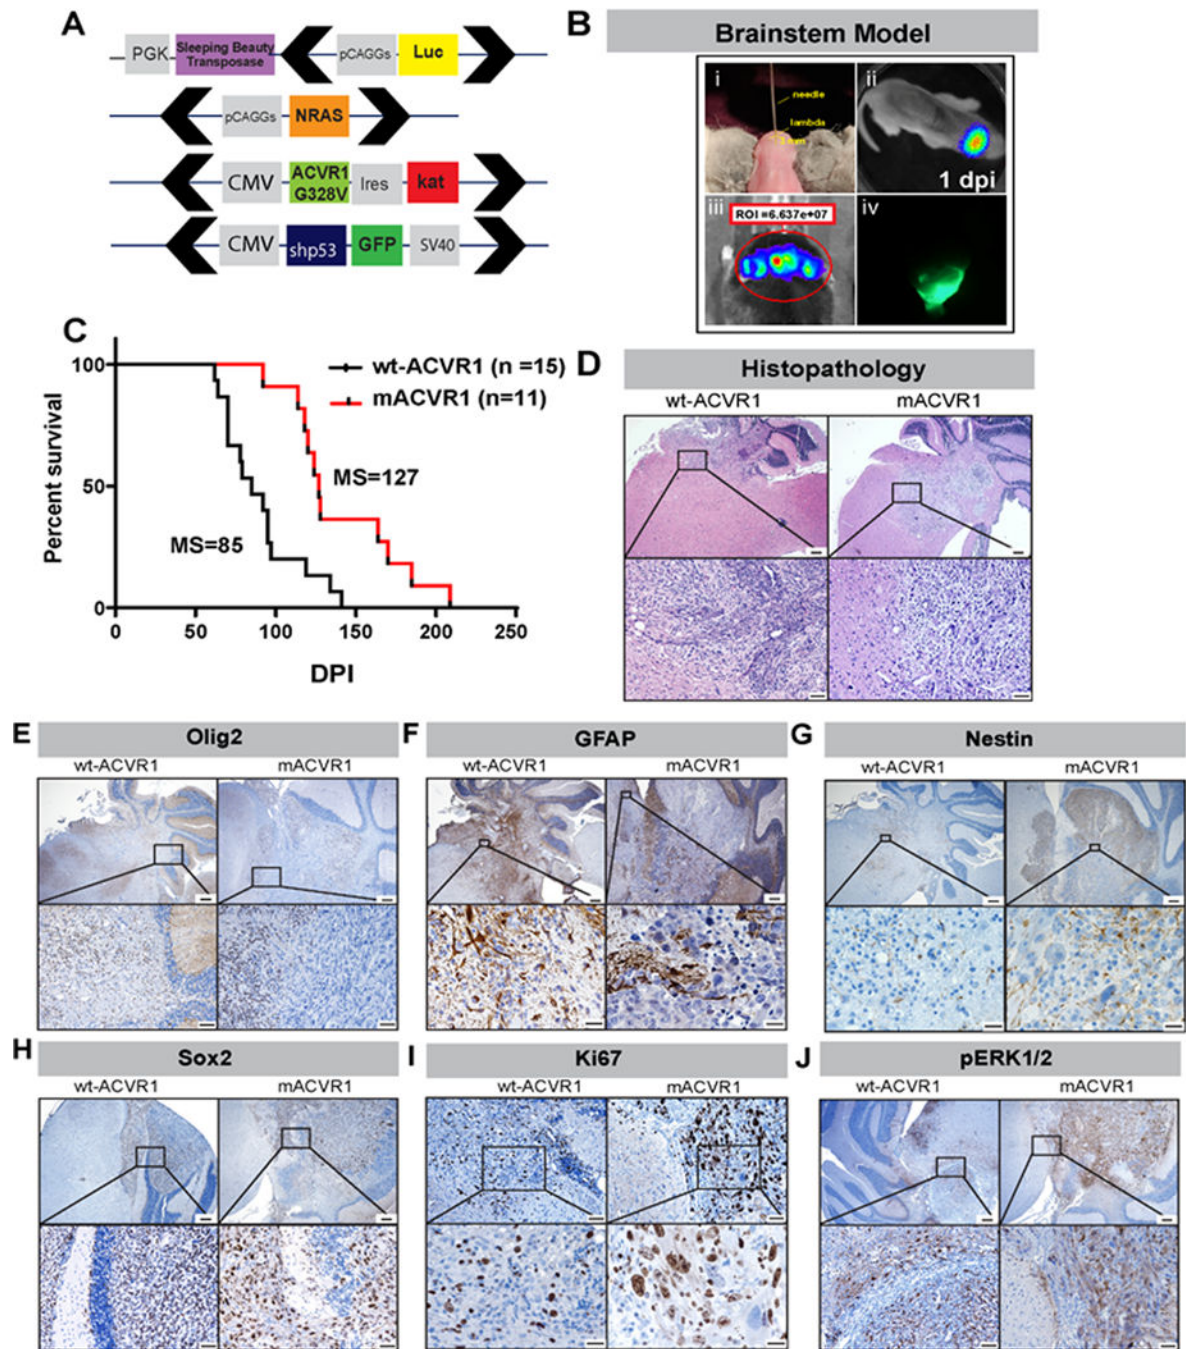 A
PGK
Sleeping Beauty
Transposase
pCAGGs
Luc
pCAGGs
NRAS
CMV
ACVR1
G328V
Ires
kat
CMV
shp53
GFP
SV40
B
Brainstem Model
i
needle
lambda
ii
1 dpi
iii
ROI =6.637e+07
iv
C
100
50
0
Percent survival
wt-ACVR1 (n =15)
mACVR1 (n=11)
MS=127
MS=85
0 50 100 150 200 250
DPI
D
Histopathology
wt-ACVR1 mACVR1
E
Olig2
wt-ACVR1 mACVR1
F
GFAP
wt-ACVR1 mACVR1
G
Nestin
wt-ACVR1 mACVR1
H
Sox2
wt-ACVR1 mACVR1
I
Ki67
wt-ACVR1 mACVR1
J
pERK1/2
wt-ACVR1 mACVR1